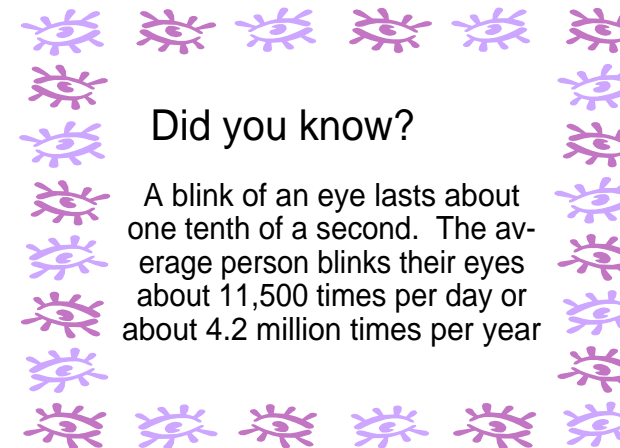 Did you know?
A blink of an eye lasts about
one tenth of a second.  The av-
erage person blinks their eyes
about 11,500 times per day or
about 4.2 million times per year